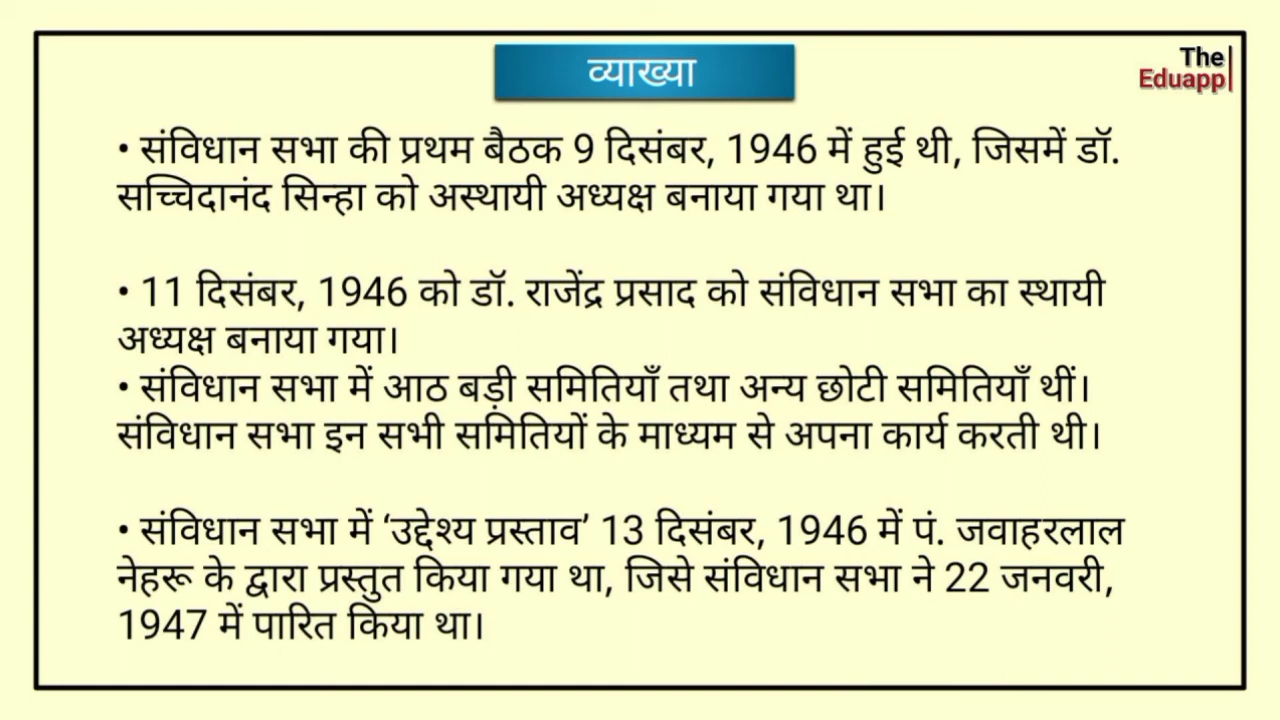 व्याख्या
The
Eduapp
• संविधान सभा की प्रथम बैठक 9 दिसंबर, 1946 में हुई थी, जिसमें डॉ.
सच्चिदानंद सिन्हा को अस्थायी अध्यक्ष बनाया गया था।
• 11 दिसंबर, 1946 को डॉ. राजेंद्र प्रसाद को संविधान सभा का स्थायी
अध्यक्ष बनाया गया।
• संविधान सभा में आठ बड़ी समितियाँ तथा अन्य छोटी समितियाँ थीं।
संविधान सभा इन सभी समितियों के माध्यम से अपना कार्य करती थी।
• संविधान सभा में ‘उद्देश्य प्रस्ताव’ 13 दिसंबर, 1946 में पं. जवाहरलाल
नेहरू के द्वारा प्रस्तुत किया गया था, जिसे संविधान सभा ने 22 जनवरी,
1947 में पारित किया था।